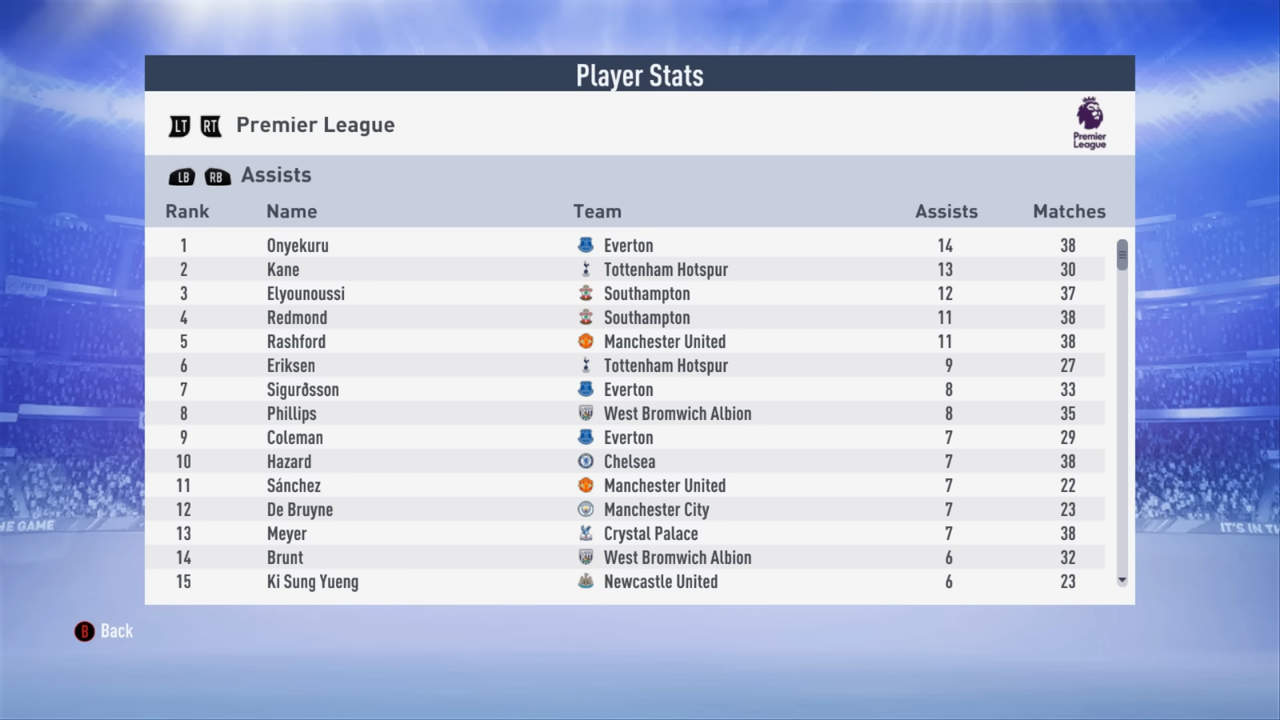 Player Stats
LT RT Premier League
Premier
League
LB RB Assists
Rank Name Team Assists Matches
1 Onyekuru Everton 14 38
2 Kane Tottenham Hotspur 13 30
3 Elyounoussi Southampton 12 37
4 Redmond Southampton 11 38
5 Rashford Manchester United 11 38
6 Eriksen Tottenham Hotspur 9 27
7 Sigurðsson Everton 8 33
8 Phillips West Bromwich Albion 8 35
9 Coleman Everton 7 29
10 Hazard Chelsea 7 38
11 Sánchez Manchester United 7 22
12 De Bruyne Manchester City 7 23
13 Meyer Crystal Palace 7 38
14 Brunt West Bromwich Albion 6 32
15 Ki Sung Yueng Newcastle United 6 23
HE GAME
IT'S IN T
B Back